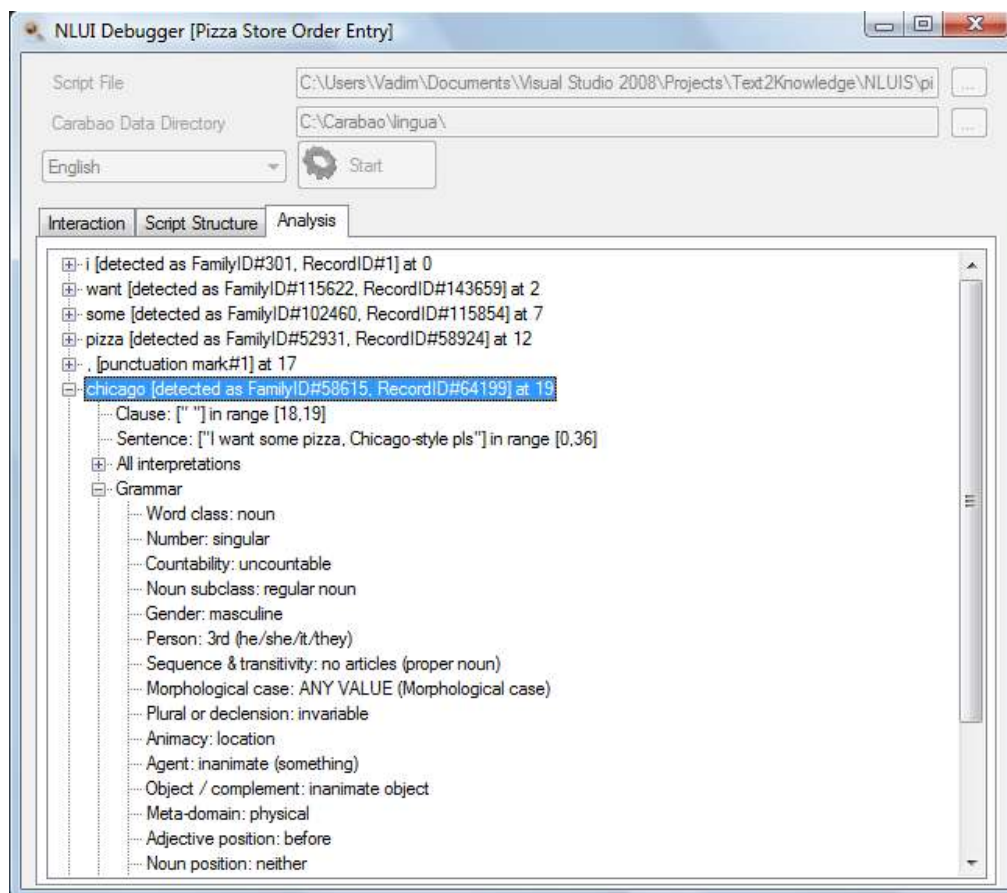 NLUI Debugger [Pizza Store Order Entry]
Script File C:\Users\Vadim\Documents\Visual Studio 2008\Projects\Text2Knowledge\NLUIS\pi ...
Carabao Data Directory C:\Carabao\lingua\ ...
English Start
Interaction Script Structure Analysis
i [detected as FamilyID#301, RecordID#1] at 0
want [detected as FamilyID#115622, RecordID#143659] at 2
some [detected as FamilyID#102460, RecordID#115854] at 7
pizza [detected as FamilyID#52931, RecordID#58924] at 12
, [punctuation mark#1] at 17
chicago [detected as FamilyID#58615, RecordID#64199] at 19
Clause: [" "] in range [18,19]
Sentence: ["I want some pizza, Chicago-style pls"] in range [0,36]
All interpretations
Grammar
Word class: noun
Number: singular
Countability: uncountable
Noun subclass: regular noun
Gender: masculine
Person: 3rd (he/she/it/they)
Sequence & transitivity: no articles (proper noun)
Morphological case: ANY VALUE (Morphological case)
Plural or declension: invariable
Animacy: location
Agent: inanimate (something)
Object / complement: inanimate object
Meta-domain: physical
Adjective position: before
Noun position: neither